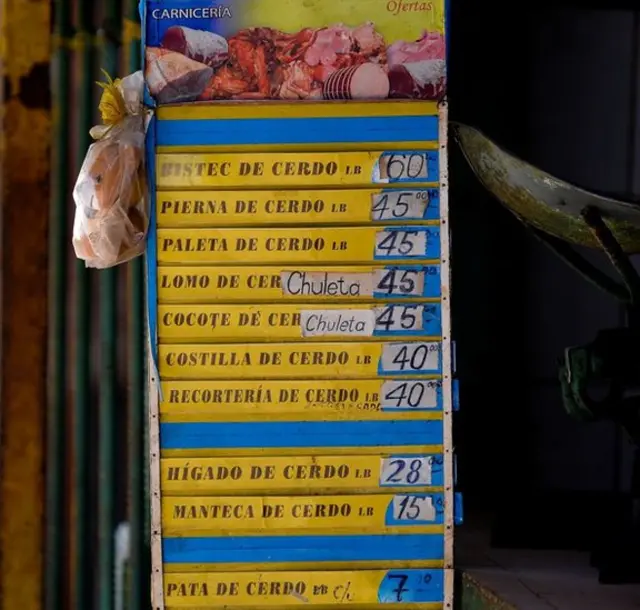 CARNICERÍA
Ofertas
BISTEC DE CERDO LB 60
PIERNA DE CERDO LB 45
PALETA DE CERDO LB 45
LOMO DE CER Chuleta 45
COCOTE DE CER Chuleta 45
COSTILLA DE CERDO LB 40
RECORTERÍA DE CERDO LB 40
HÍGADO DE CERDO LB 28
MANTECA DE CERDO LB 15
PATA DE CERDO LB c/u 7